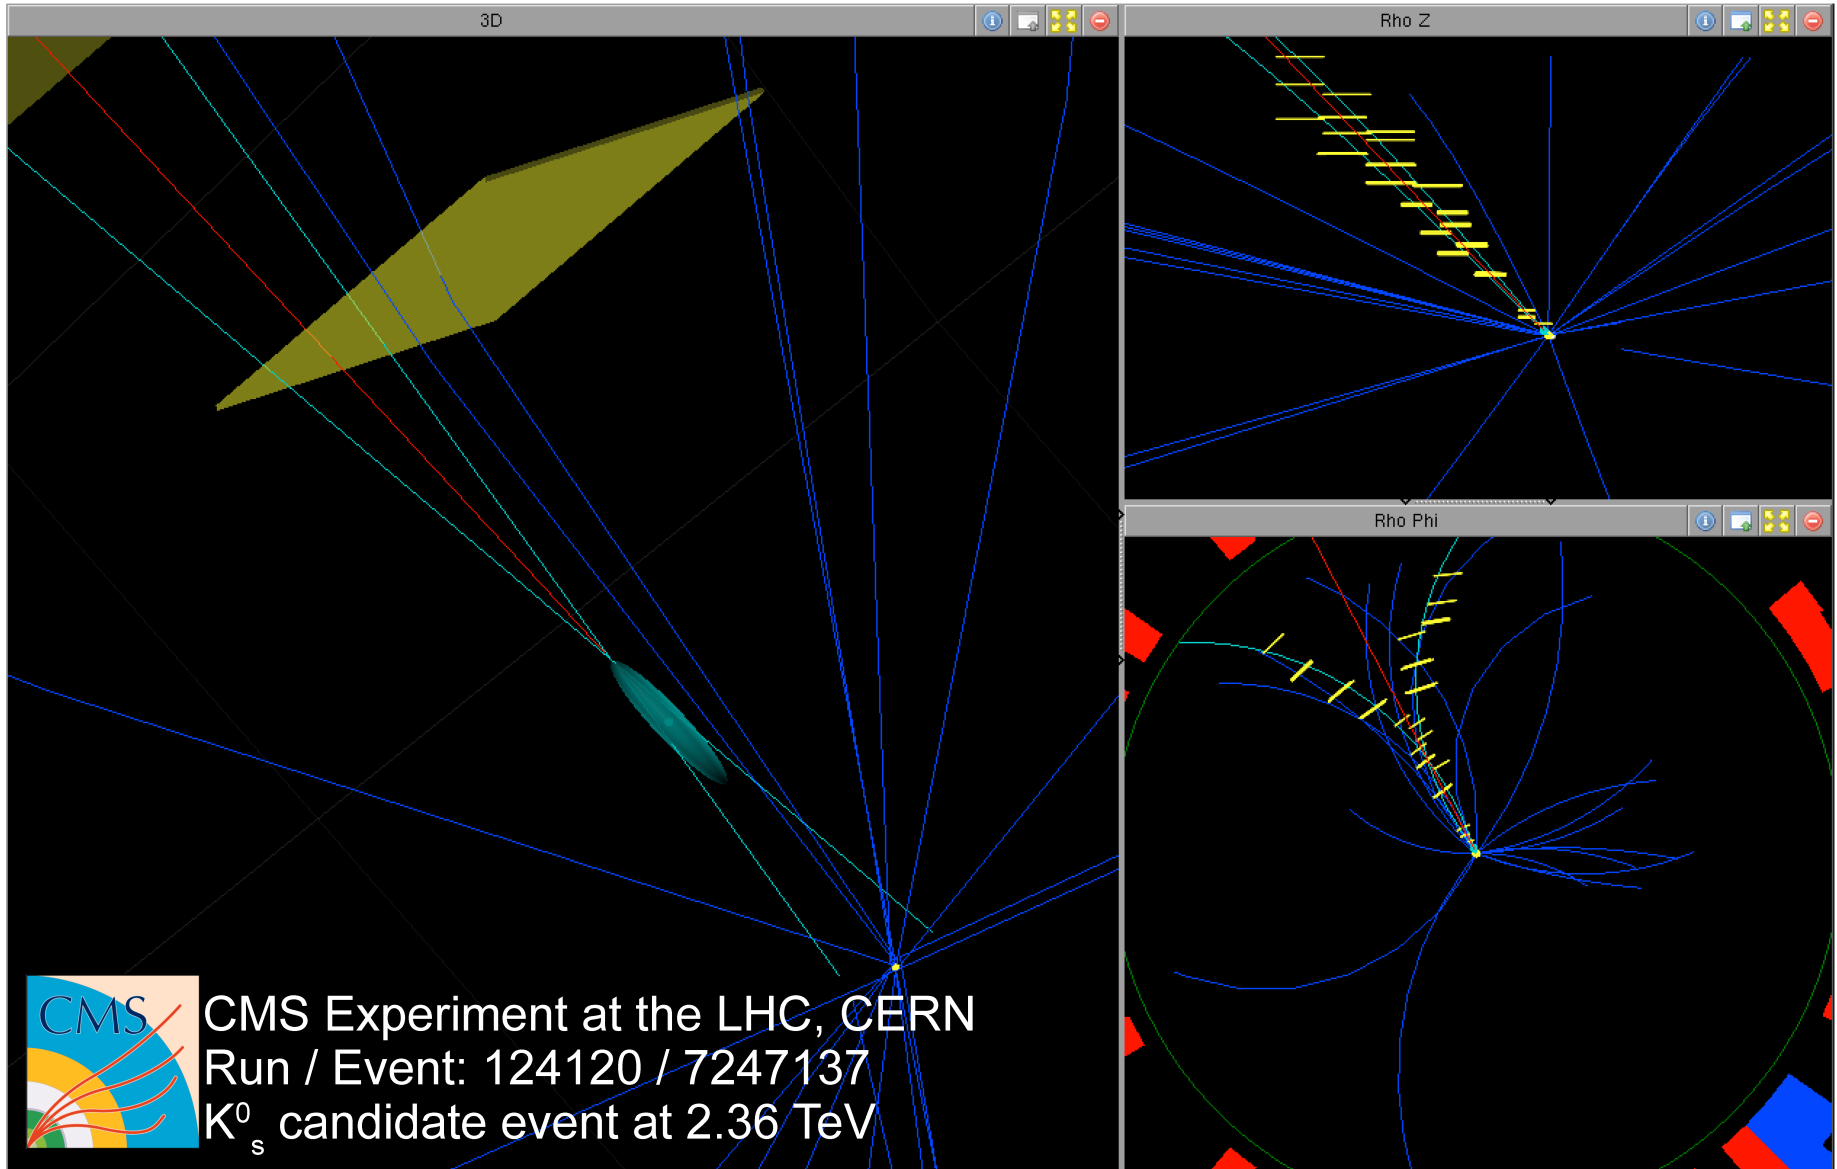 3D
Rho Z
Rho Phi
CMS
CMS Experiment at the LHC, CERN
Run / Event: 124120 / 7247137
K⁰ₛ candidate event at 2.36 TeV